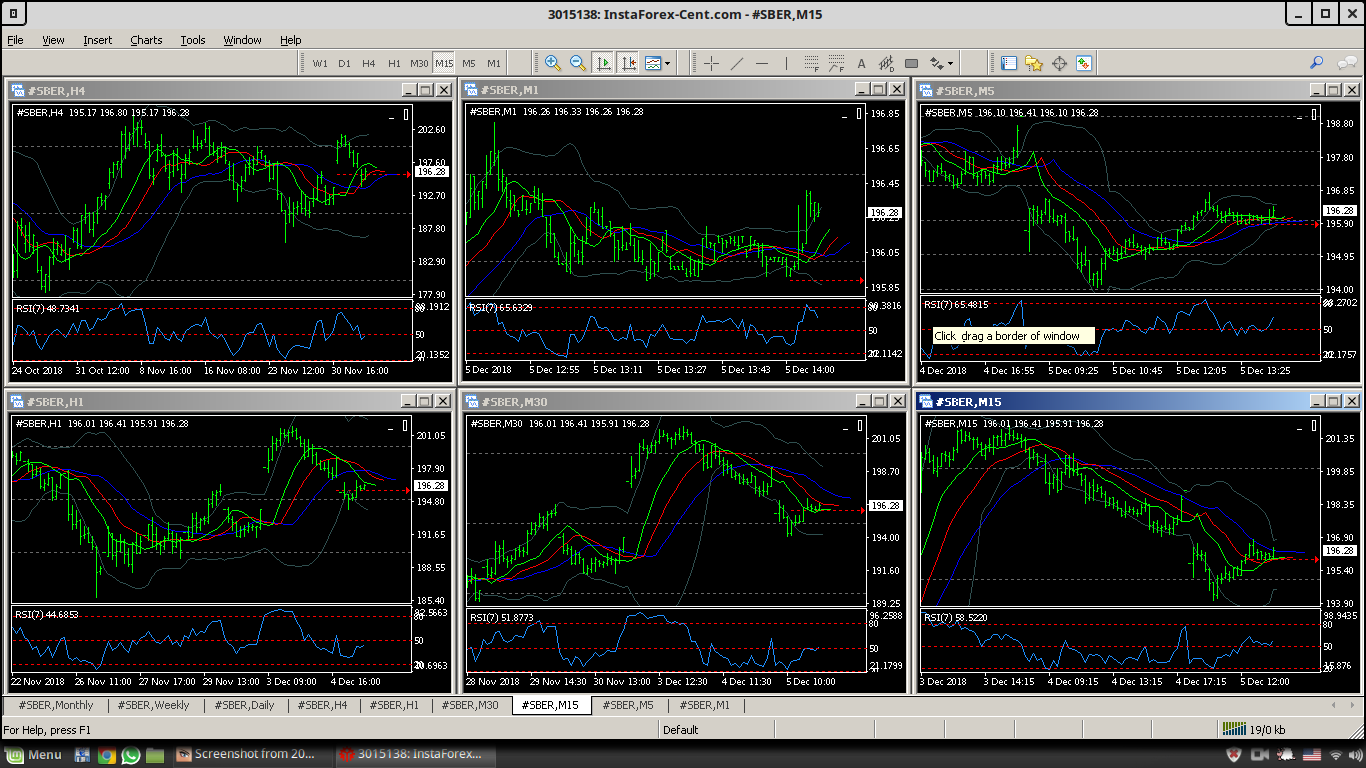 3015138: InstaForex-Cent.com - #SBER,M15
File View Insert Charts Tools Window Help
W1 D1 H4 H1 M30 M15 M5 M1
#SBER,H4
#SBER,H4 195.17 196.80 195.17 196.28
202.60
197.60
196.28
192.70
187.80
182.90
177.90
RSI(7) 48.7341
50
24 Oct 2018 31 Oct 12:00 8 Nov 16:00 16 Nov 08:00 23 Nov 12:00 30 Nov 16:00
#SBER,M1
#SBER,M1 196.26 196.33 196.26 196.28
196.85
196.65
196.45
196.28
196.05
195.85
RSI(7) 65.6329
50
5 Dec 2018 5 Dec 12:55 5 Dec 13:11 5 Dec 13:27 5 Dec 13:43 5 Dec 14:00
#SBER,M5
#SBER,M5 196.10 196.41 196.10 196.28
198.80
197.80
196.85
196.28
195.90
194.95
194.00
RSI(7) 65.4815
50
Click drag a border of window
4 Dec 2018 4 Dec 16:55 5 Dec 09:25 5 Dec 10:45 5 Dec 12:05 5 Dec 13:25
#SBER,H1
#SBER,H1 196.01 196.41 195.91 196.28
201.05
197.90
196.28
194.80
191.65
188.55
185.40
RSI(7) 44.6853
80
50
22 Nov 2018 26 Nov 11:00 27 Nov 17:00 29 Nov 13:00 3 Dec 09:00 4 Dec 16:00
#SBER,M30
#SBER,M30 196.01 196.41 195.91 196.28
201.05
198.70
196.28
194.00
191.60
189.25
RSI(7) 51.8773
96.2588
80
50
28 Nov 2018 29 Nov 14:30 30 Nov 13:00 3 Dec 12:30 4 Dec 11:30 5 Dec 10:00
#SBER,M15
#SBER,M15 196.01 196.41 195.91 196.28
201.35
199.85
198.35
196.90
196.28
195.40
193.90
RSI(7) 58.5220
98.9435
80
50
3 Dec 2018 3 Dec 14:15 4 Dec 09:15 4 Dec 13:15 4 Dec 17:15 5 Dec 12:00
#SBER,Monthly #SBER,Weekly #SBER,Daily #SBER,H4 #SBER,H1 #SBER,M30 #SBER,M15 #SBER,M5 #SBER,M1
For Help, press F1 Default 19/0 kb
Menu Screenshot from 20... 3015138: InstaForex-C...